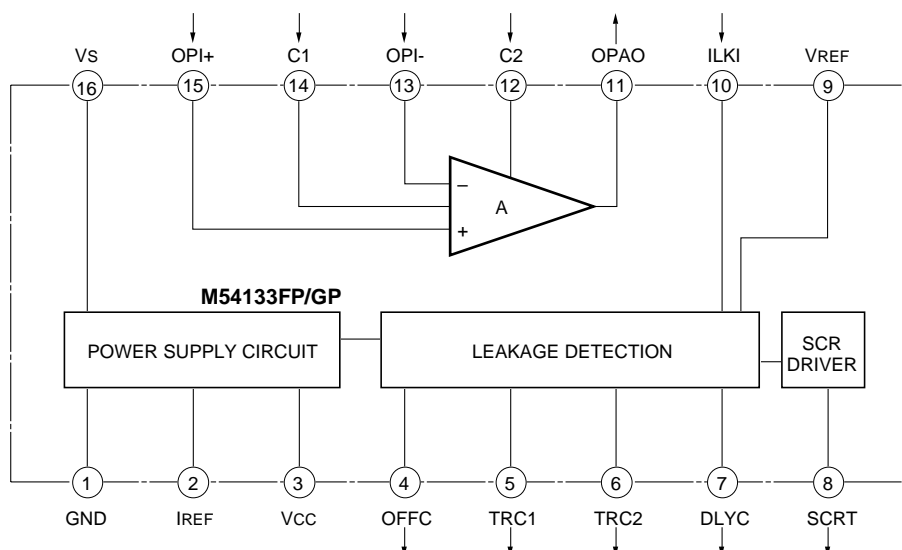 Vs OPI+ C1 OPI- C2 OPAO ILKI VREF
16 15 14 13 12 11 10 9
−
A
+
M54133FP/GP
POWER SUPPLY CIRCUIT LEAKAGE DETECTION SCR
DRIVER
1 2 3 4 5 6 7 8
GND IREF VCC OFFC TRC1 TRC2 DLYC SCRT